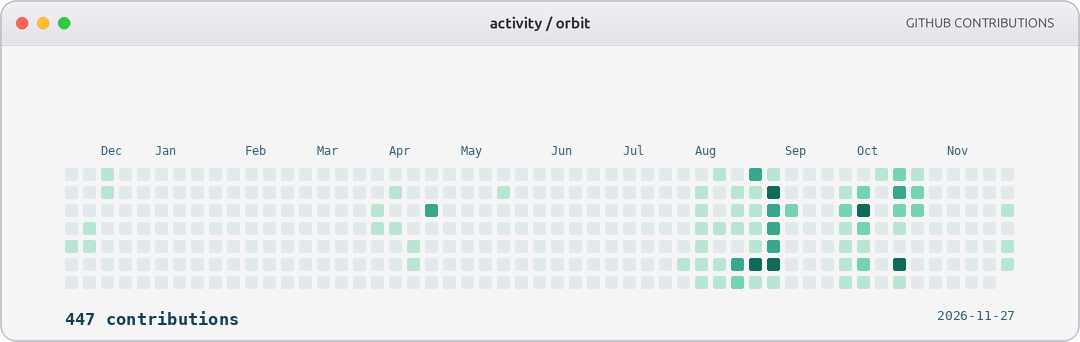 activity / orbit
GITHUB CONTRIBUTIONS
Dec Jan Feb Mar Apr May Jun Jul Aug Sep Oct Nov
447 contributions
2026-11-27